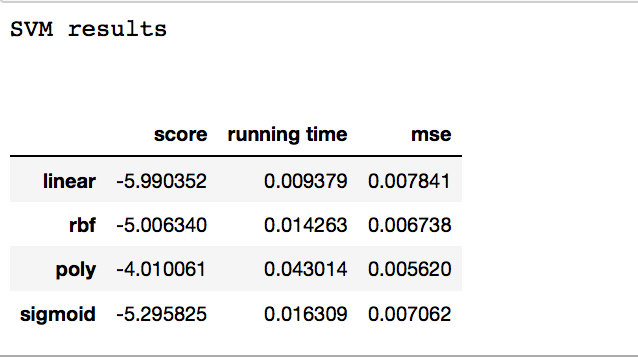 SVM results
score running time mse
linear -5.990352 0.009379 0.007841
rbf -5.006340 0.014263 0.006738
poly -4.010061 0.043014 0.005620
sigmoid -5.295825 0.016309 0.007062